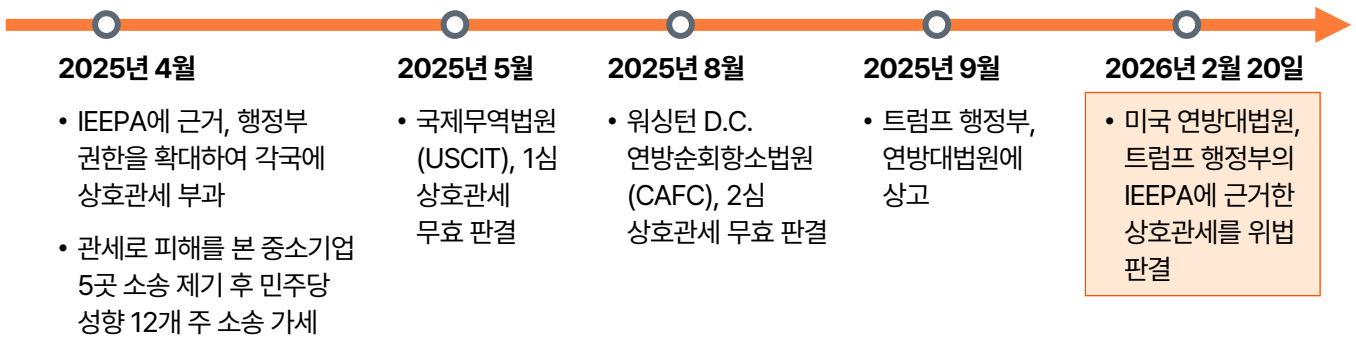 2025년 4월
• IEEPA에 근거, 행정부
권한을 확대하여 각국에
상호관세 부과
• 관세로 피해를 본 중소기업
5곳 소송 제기 후 민주당
성향 12개 주 소송 가세
2025년 5월
• 국제무역법원
(USCIT), 1심
상호관세
무효 판결
2025년 8월
• 워싱턴 D.C.
연방순회항소법원
(CAFC), 2심
상호관세 무효 판결
2025년 9월
• 트럼프 행정부,
연방대법원에
상고
2026년 2월 20일
• 미국 연방대법원,
트럼프 행정부의
IEEPA에 근거한
상호관세를 위법
판결